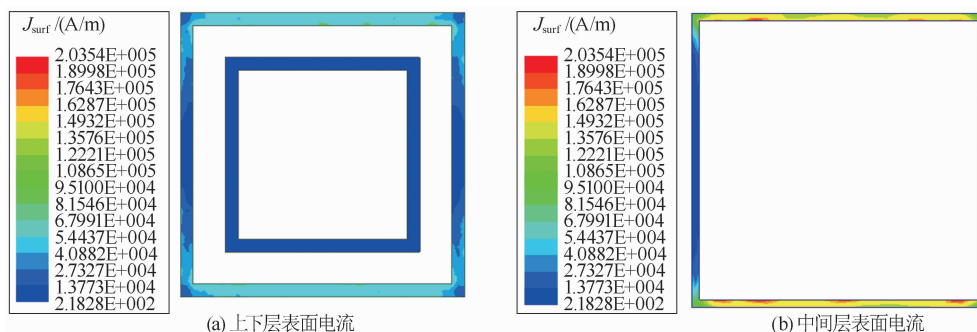 J_surf /(A/m)
2.0354E+005
1.8998E+005
1.7643E+005
1.6287E+005
1.4932E+005
1.3576E+005
1.2221E+005
1.0865E+005
9.5100E+004
8.1546E+004
6.7991E+004
5.4437E+004
4.0882E+004
2.7327E+004
1.3773E+004
2.1828E+002
(a) 上下层表面电流
J_surf /(A/m)
2.0354E+005
1.8998E+005
1.7643E+005
1.6287E+005
1.4932E+005
1.3576E+005
1.2221E+005
1.0865E+005
9.5100E+004
8.1546E+004
6.7991E+004
5.4437E+004
4.0882E+004
2.7327E+004
1.3773E+004
2.1828E+002
(b) 中间层表面电流